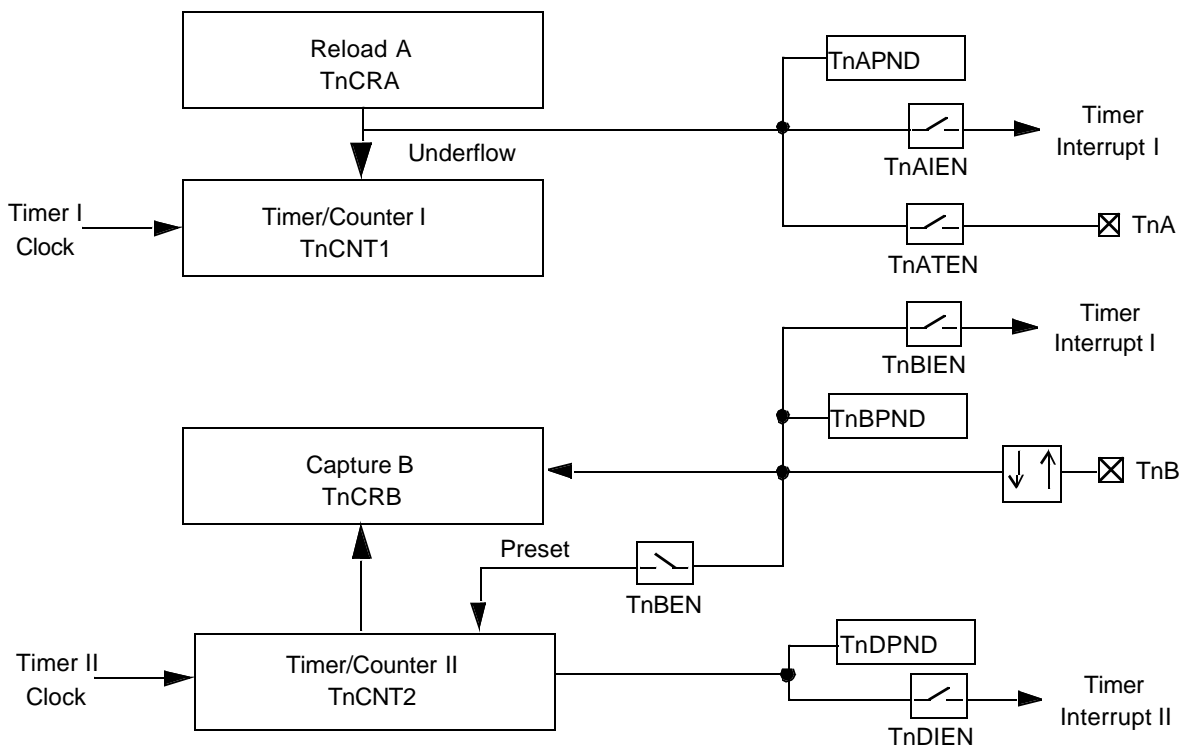 Reload A
TnCRA
TnAPND
Timer
Interrupt I
Underflow
TnAIEN
Timer I
Clock
Timer/Counter I
TnCNT1
TnA
TnATEN
Timer
Interrupt I
TnBIEN
TnBPND
Capture B
TnCRB
TnB
Preset
TnBEN
TnDPND
Timer II
Clock
Timer/Counter II
TnCNT2
Timer
Interrupt II
TnDIEN